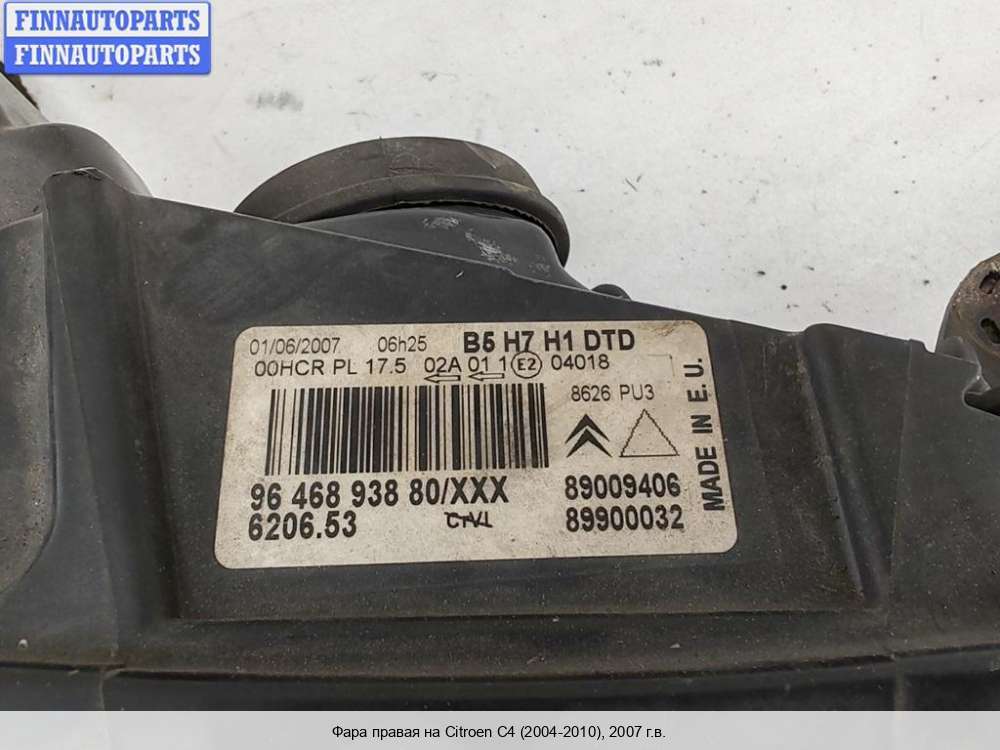 FINNAUTOPARTS
FINNAUTOPARTS
01/06/2007 06h25 B5 H7 H1 DTD
00HCR PL 17.5 02A 01 1 E2 04018
8626 PU3
MADE IN E.U.
96 468 938 80/XXX 89009406
6206.53 89900032
Фара правая на Citroen C4 (2004-2010), 2007 г.в.